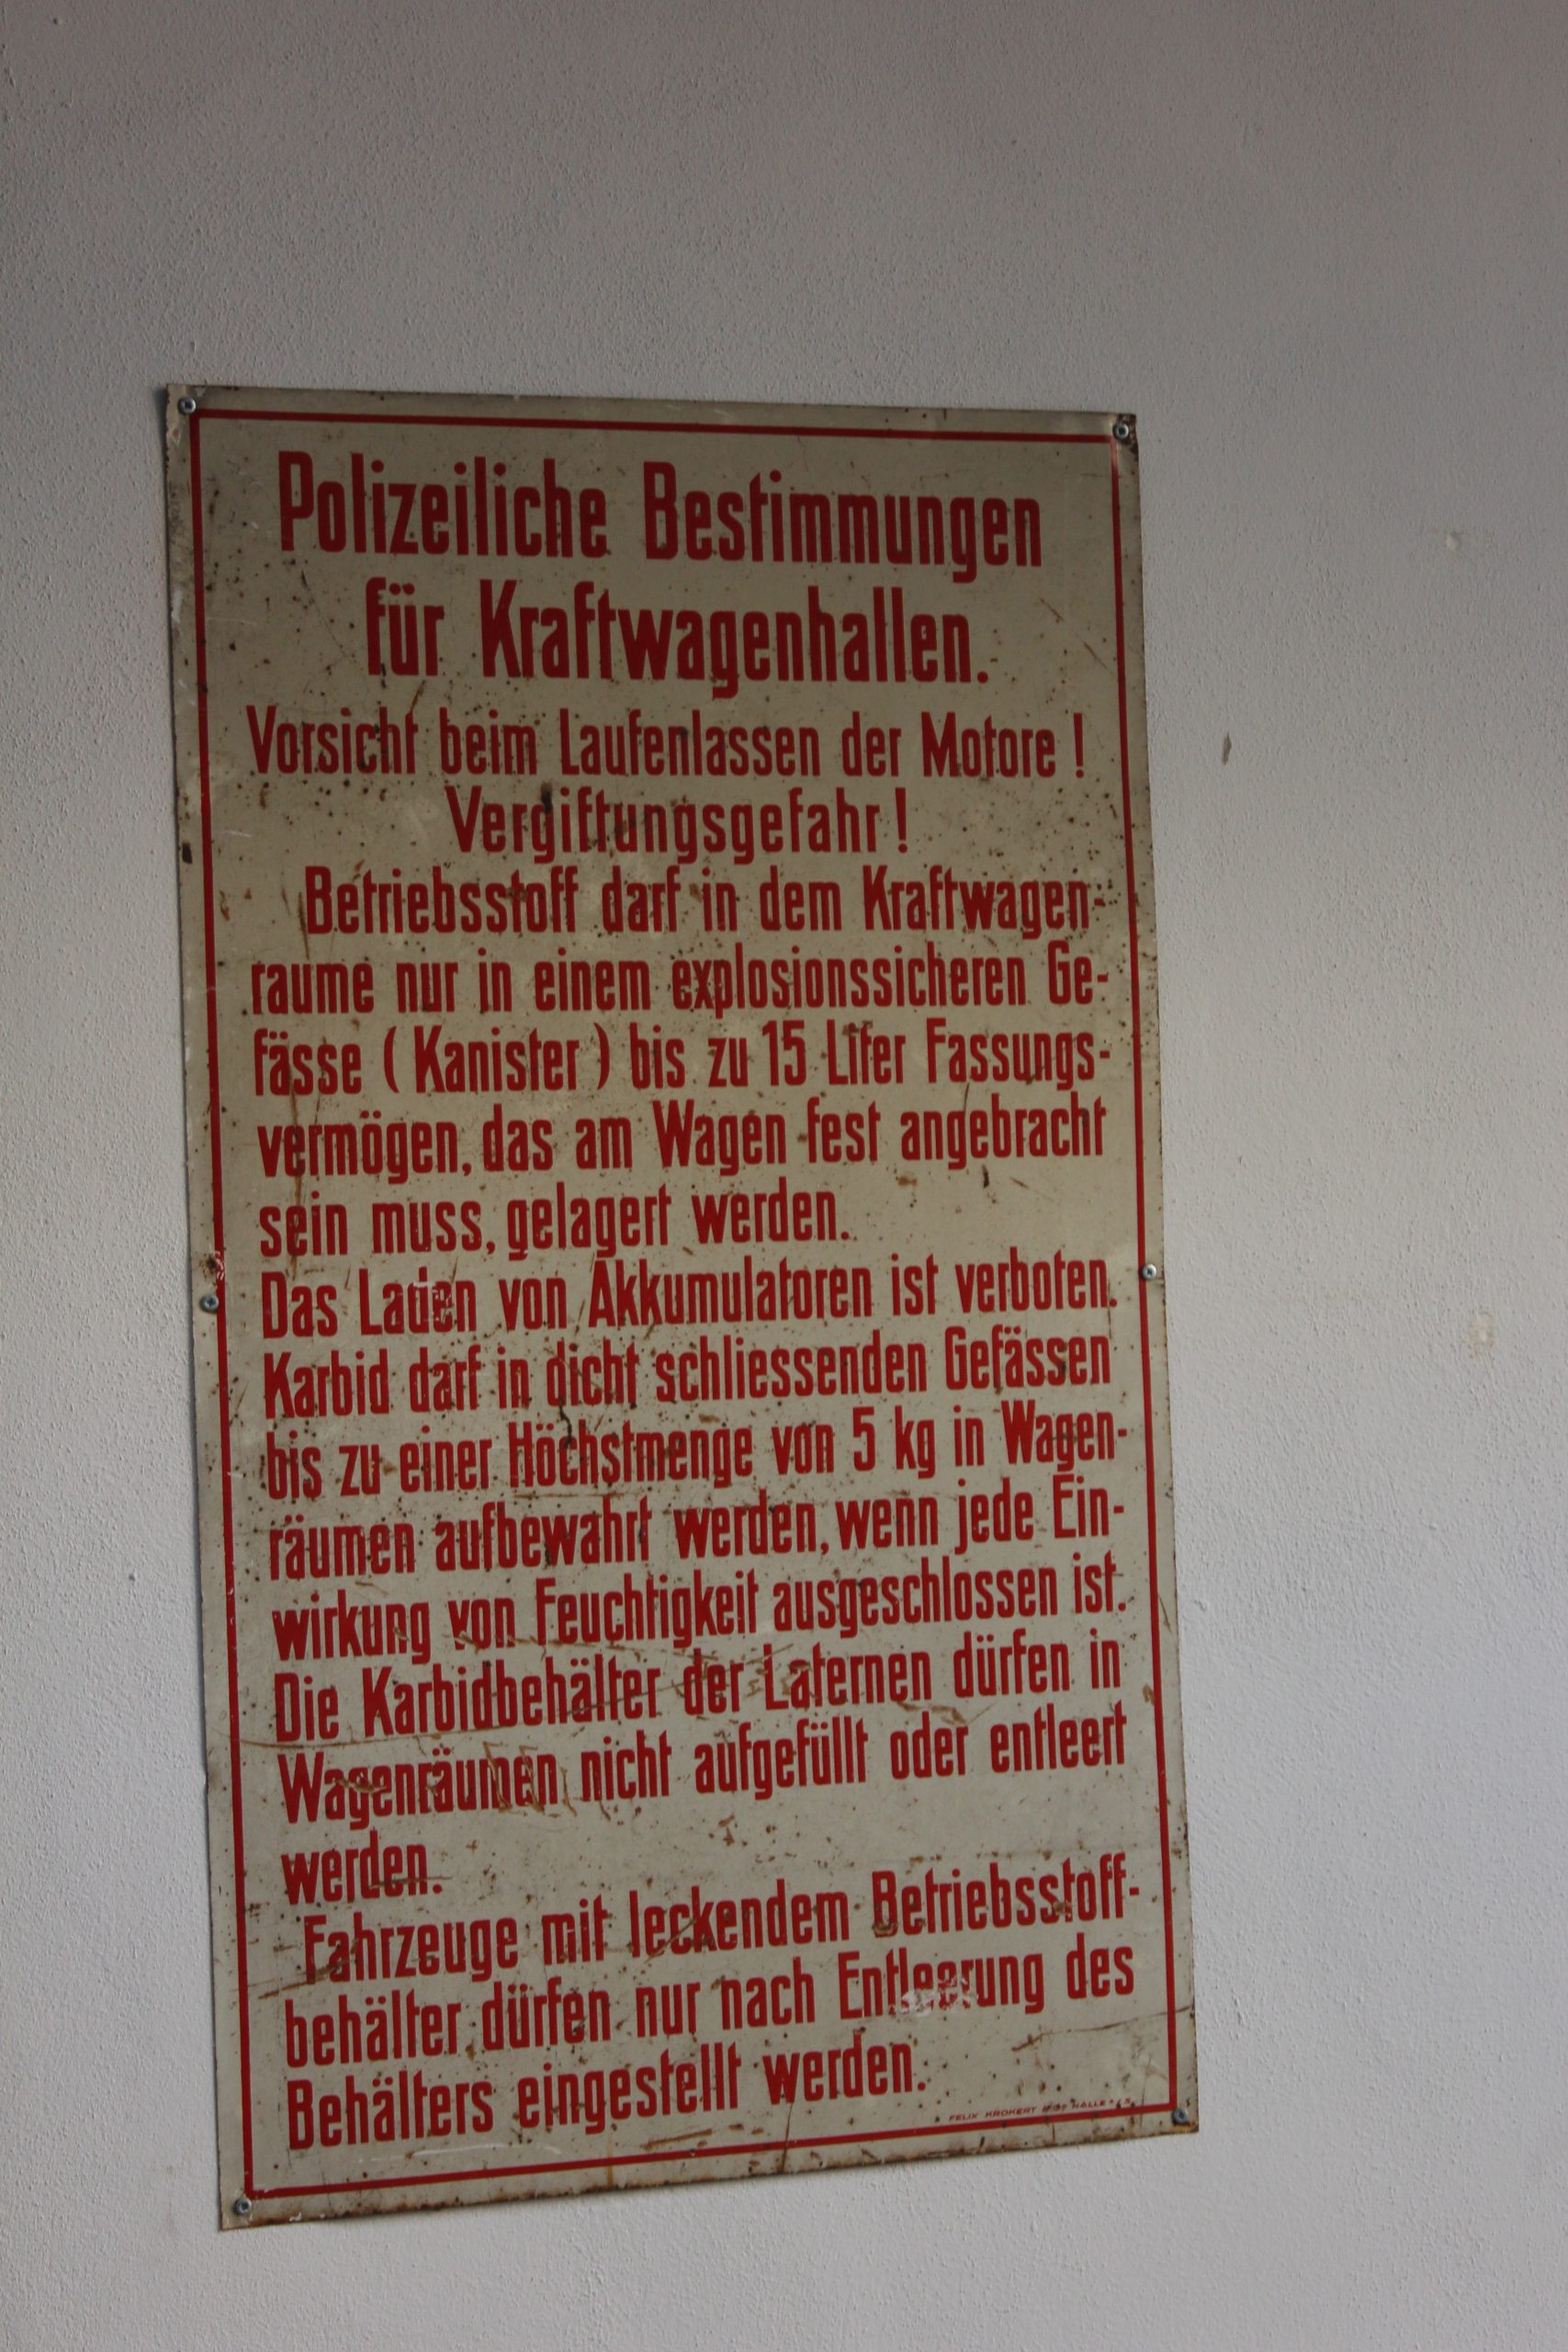 Polizeiliche Bestimmungen
für Kraftwagenhallen.
Vorsicht beim Laufenlassen der Motore !
Vergiftungsgefahr !
Betriebsstoff darf in dem Kraftwagen-
raume nur in einem explosionssicheren Ge-
fässe ( Kanister ) bis zu 15 Liter Fassungs-
vermögen, das am Wagen fest angebracht
sein muss, gelagert werden.
Das Laden von Akkumulatoren ist verboten.
Karbid darf in dicht schliessenden Gefässen
bis zu einer Höchstmenge von 5 kg in Wagen-
räumen aufbewahrt werden, wenn jede Ein-
wirkung von Feuchtigkeit ausgeschlossen ist.
Die Karbidbehälter der Laternen dürfen in
Wagenräumen nicht aufgefüllt oder entleert
werden.
Fahrzeuge mit leckendem Betriebsstoff-
behälter dürfen nur nach Entleerung des
Behälters eingestellt werden.
FELIX KROKERT HALLE